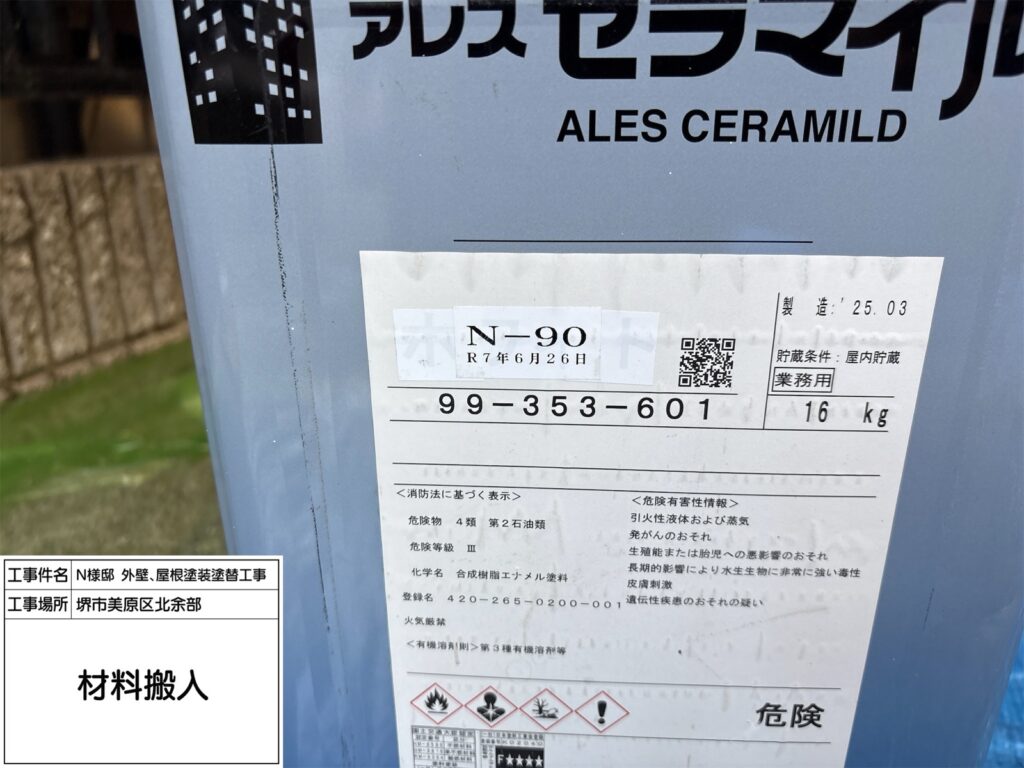 アレスセラマイル
ALES CERAMILD
N-90
R7年6月26日
製 造:'25.03
貯蔵条件:屋内貯蔵
業務用
99-353-601
16 kg
<消防法に基づく表示>
危険物 4類 第2石油類
危険等級 Ⅲ
化学名 合成樹脂エナメル塗料
登録名 420-265-0200-001
火気厳禁
<有機溶剤則>第3種有機溶剤等
<危険有害性情報>
引火性液体および蒸気
発がんのおそれ
生殖能または胎児への悪影響のおそれ
長期的影響により水生生物に非常に強い毒性
皮膚刺激
遺伝性疾患のおそれの疑い
危険
F★★★★
工事件名 N様邸 外壁、屋根塗装塗替工事
工事場所 堺市美原区北余部
材料搬入